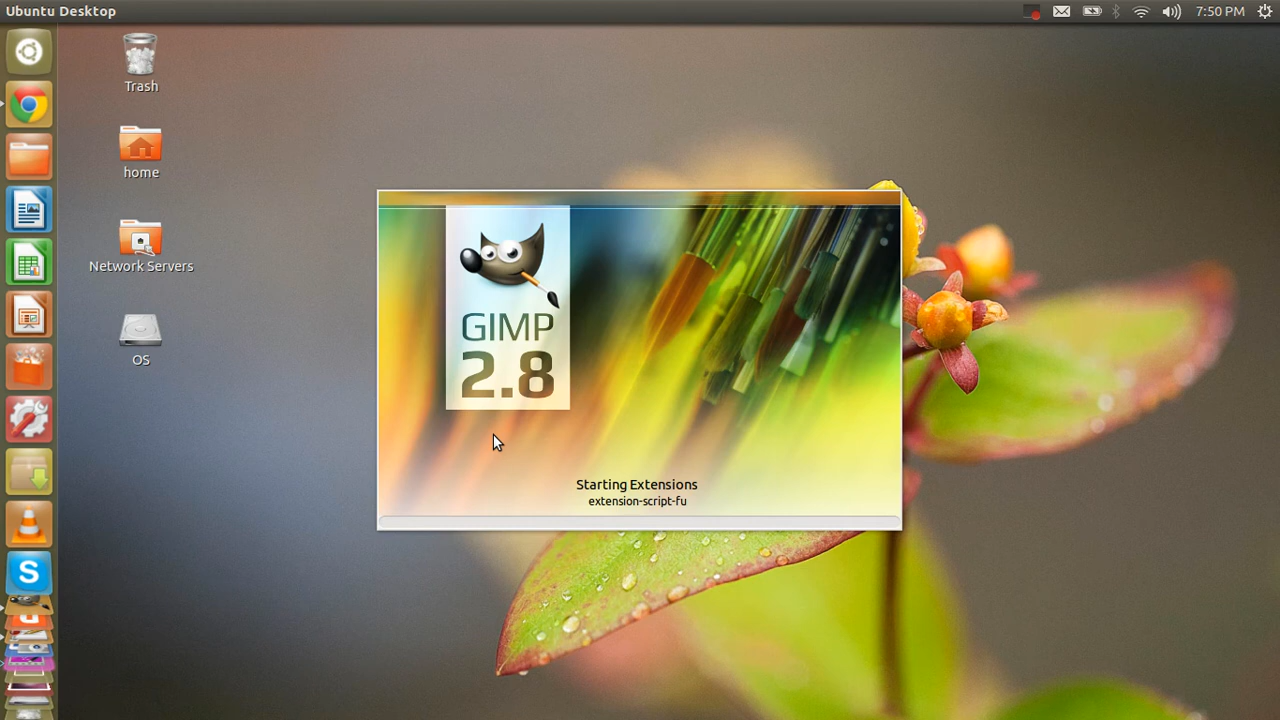 Ubuntu Desktop
7:50 PM
Trash
home
Network Servers
OS
GIMP
2.8
Starting Extensions
extension-script-fu
S